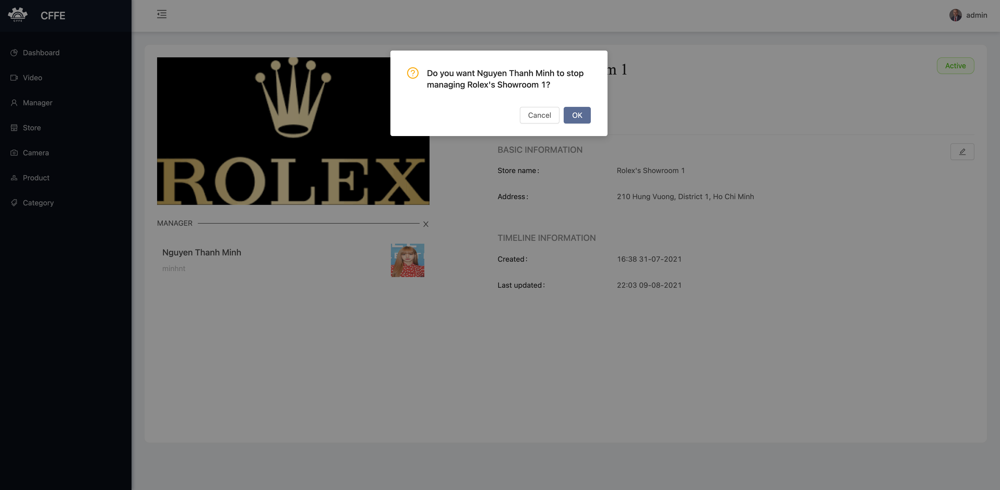 CFFE
CFFE
admin
Dashboard
Video
Manager
Store
Camera
Product
Category
Do you want Nguyen Thanh Minh to stop
managing Rolex's Showroom 1?
Cancel
OK
m 1
Active
ROLEX
MANAGER
Nguyen Thanh Minh
minhnt
BASIC INFORMATION
Store name:
Rolex's Showroom 1
Address:
210 Hung Vuong, District 1, Ho Chi Minh
TIMELINE INFORMATION
Created:
16:38 31-07-2021
Last updated:
22:03 09-08-2021